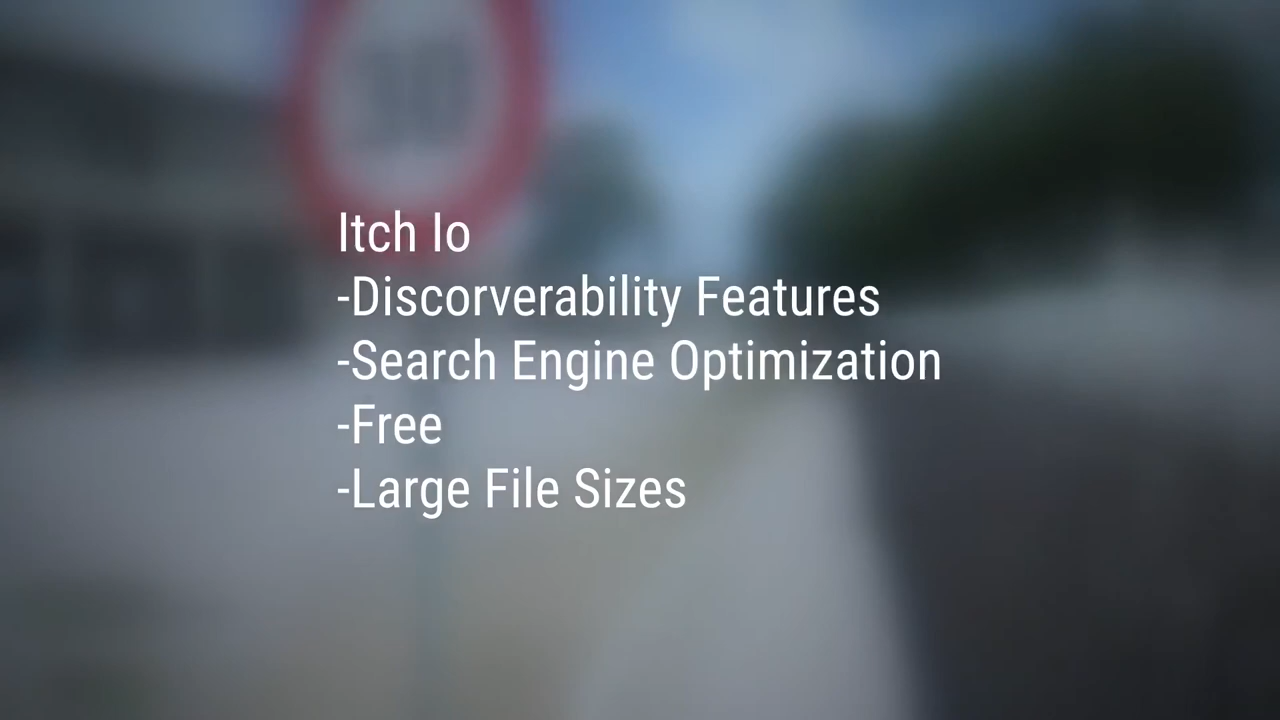 Itch Io
-Discorverability Features
-Search Engine Optimization
-Free
-Large File Sizes